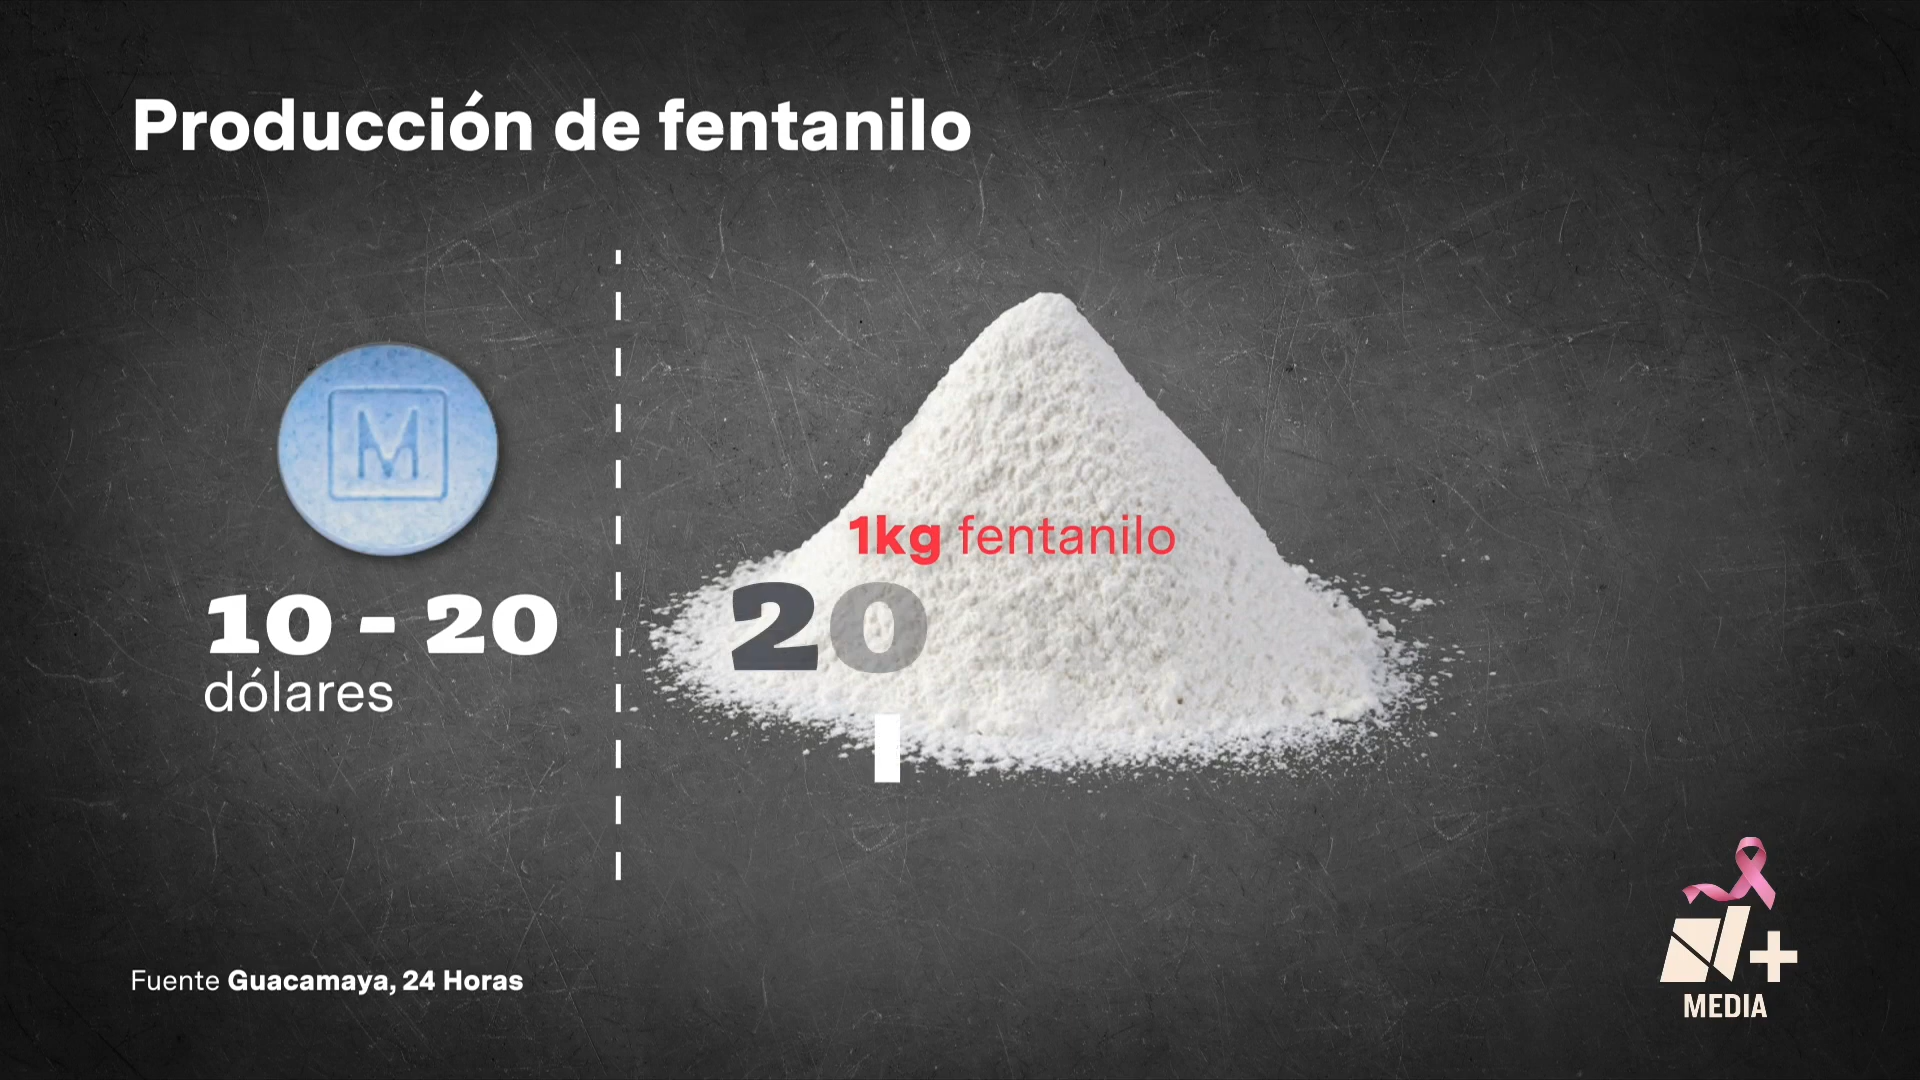 Producción de fentanilo
M
10 - 20
dólares
1kg fentanilo
20
Fuente Guacamaya, 24 Horas
N+
MEDIA